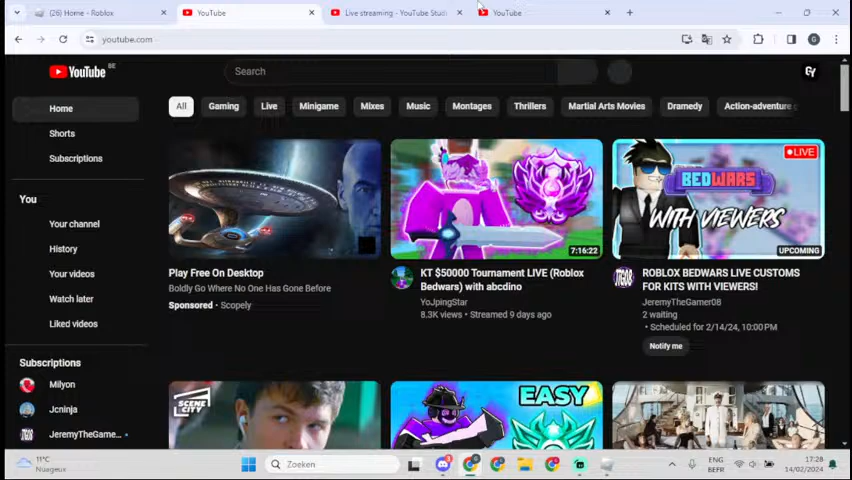 (26) Home - Roblox
YouTube
Live streaming - YouTube Studi
YouTube
youtube.com
YouTube BE
Search
GY
Home
Shorts
Subscriptions
You
Your channel
History
Your videos
Watch later
Liked videos
Subscriptions
Milyon
Jcninja
JeremyTheGame...
All
Gaming
Live
Minigame
Mixes
Music
Montages
Thrillers
Martial Arts Movies
Dramedy
Action-adventure
Play Free On Desktop
Boldly Go Where No One Has Gone Before
Sponsored · Scopely
7:16:22
KT $50000 Tournament LIVE (Roblox
Bedwars) with abcdino
YoJpingStar
8.3K views • Streamed 9 days ago
LIVE
BEDWARS
WITH VIEWERS
UPCOMING
ROBLOX BEDWARS LIVE CUSTOMS
FOR KITS WITH VIEWERS!
JeremyTheGamer08
2 waiting
• Scheduled for 2/14/24, 10:00 PM
Notify me
SCENE
CITY
EASY
11°C
Nuageux
Zoeken
ENG
BEFR
17:28
14/02/2024